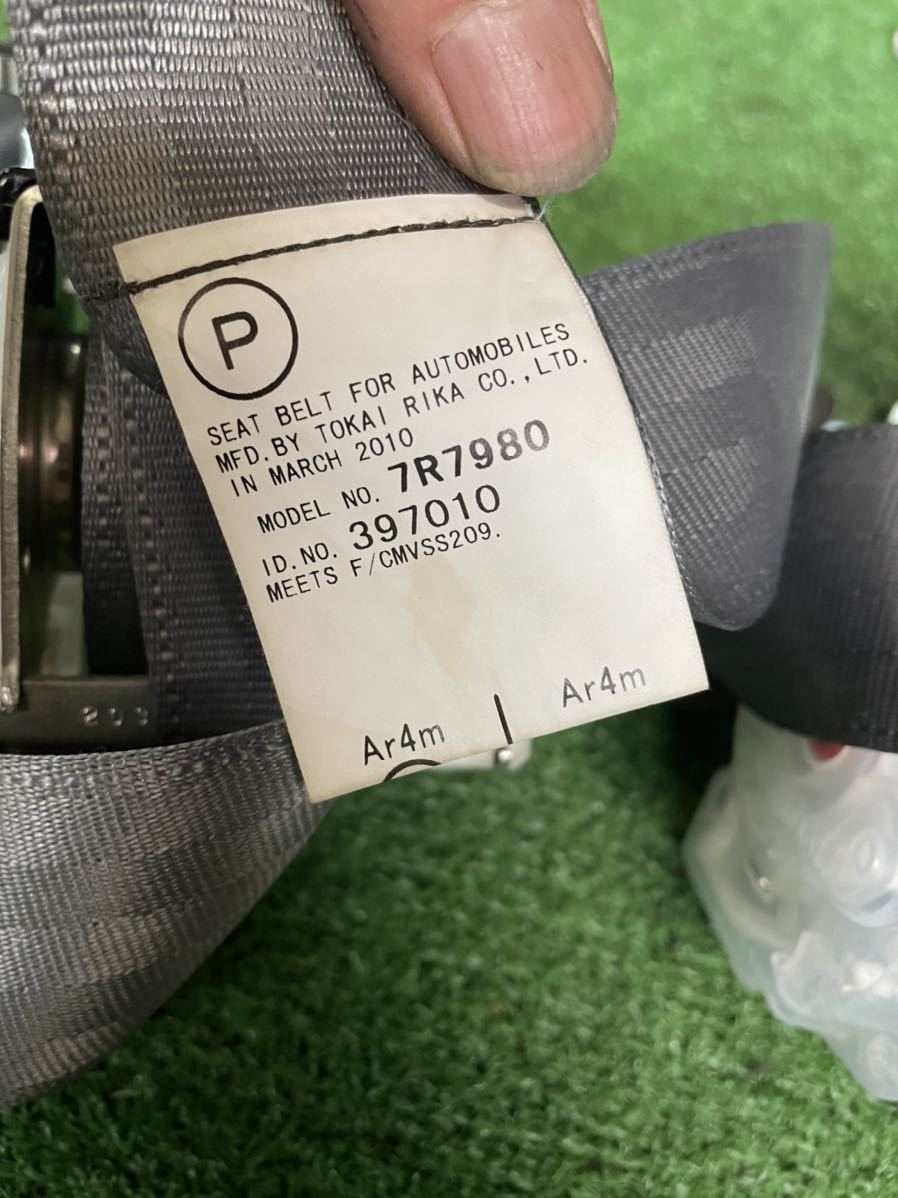 P
SEAT BELT FOR AUTOMOBILES
MFD.BY TOKAI RIKA CO.,LTD.
IN MARCH 2010
MODEL NO. 7R7980
ID.NO. 397010
MEETS F/CMVSS209.
Ar4m | Ar4m